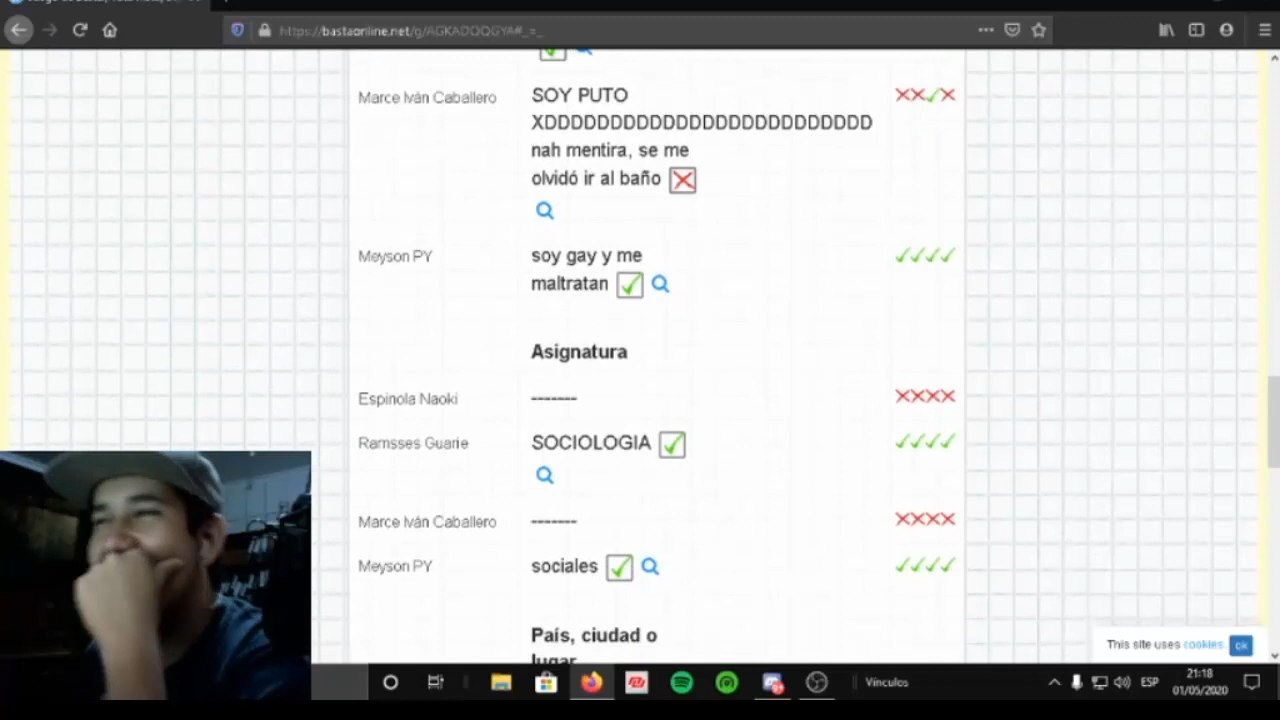 https://bastaonline.net/g/AGKADOQGYA#_=_
Marce Iván Caballero
SOY PUTO
XDDDDDDDDDDDDDDDDDDDDDDDDD
nah mentira, se me
olvidó ir al baño
Meyson PY
soy gay y me
maltratan
Asignatura
Espinola Naoki
-------
Ramsses Guarie
SOCIOLOGIA
Marce Iván Caballero
-------
Meyson PY
sociales
País, ciudad o
lugar
This site uses cookies. ok
Vínculos
ESP
21:18
01/05/2020